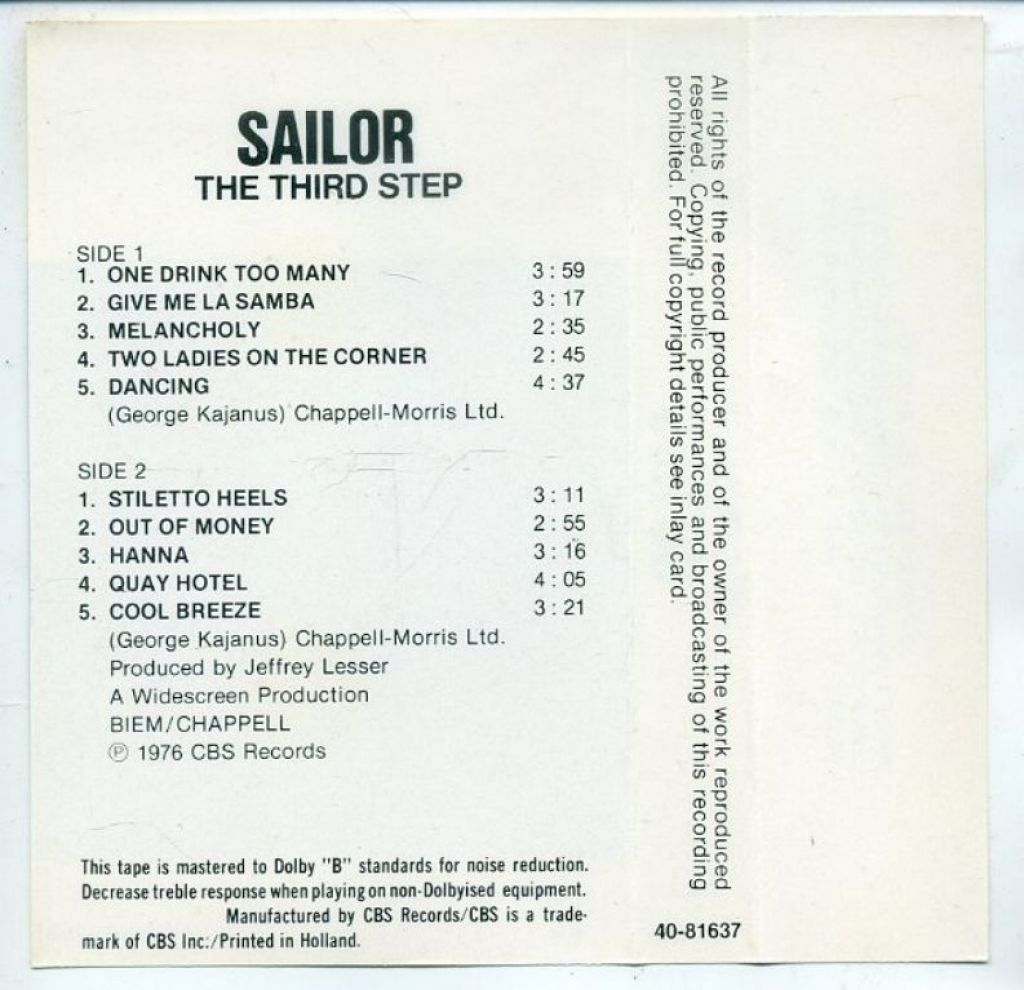 SAILOR
THE THIRD STEP
SIDE 1
1. ONE DRINK TOO MANY 3:59
2. GIVE ME LA SAMBA 3:17
3. MELANCHOLY 2:35
4. TWO LADIES ON THE CORNER 2:45
5. DANCING 4:37
(George Kajanus) Chappell-Morris Ltd.
SIDE 2
1. STILETTO HEELS 3:11
2. OUT OF MONEY 2:55
3. HANNA 3:16
4. QUAY HOTEL 4:05
5. COOL BREEZE 3:21
(George Kajanus) Chappell-Morris Ltd.
Produced by Jeffrey Lesser
A Widescreen Production
BIEM/CHAPPELL
℗ 1976 CBS Records
This tape is mastered to Dolby "B" standards for noise reduction.
Decrease treble response when playing on non-Dolbyised equipment.
Manufactured by CBS Records/CBS is a trade-
mark of CBS Inc./Printed in Holland.
All rights of the record producer and of the owner of the work reproduced
reserved. Copying, public performances and broadcasting of this recording
prohibited. For full copyright details see inlay card.
40-81637